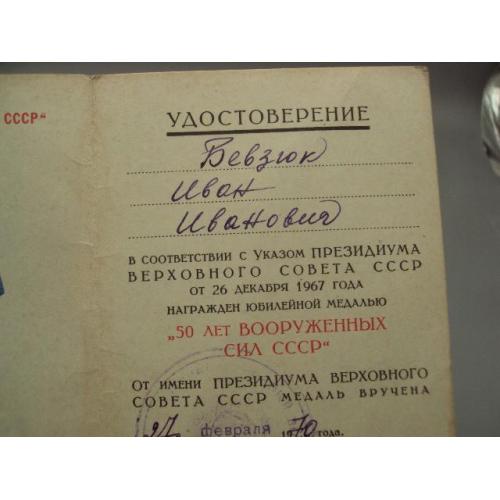 СССР"
УДОСТОВЕРЕНИЕ
Бевзюк
Иван
Иванович
В СООТВЕТСТВИИ С УКАЗОМ ПРЕЗИДИУМА
ВЕРХОВНОГО СОВЕТА СССР
ОТ 26 ДЕКАБРЯ 1967 ГОДА
НАГРАЖДЕН ЮБИЛЕЙНОЙ МЕДАЛЬЮ
„50 ЛЕТ ВООРУЖЕННЫХ
СИЛ СССР"
ОТ ИМЕНИ ПРЕЗИДИУМА ВЕРХОВНОГО
СОВЕТА СССР МЕДАЛЬ ВРУЧЕНА
27 февраля 1970 года.